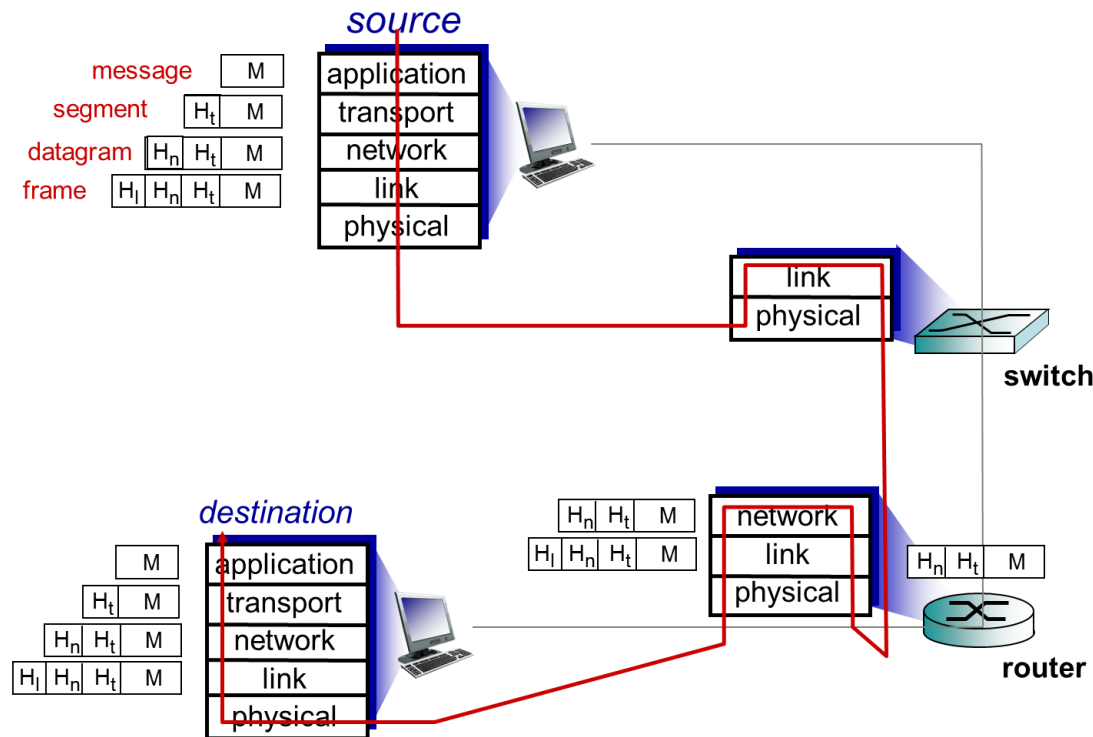 source
message M application
segment Ht M transport
datagram Hn Ht M network
frame Hl Hn Ht M link
physical
link
physical
switch
destination
Hn Ht M network
Hl Hn Ht M link
physical
Hn Ht M
router
M application
Ht M transport
Hn Ht M network
Hl Hn Ht M link
physical